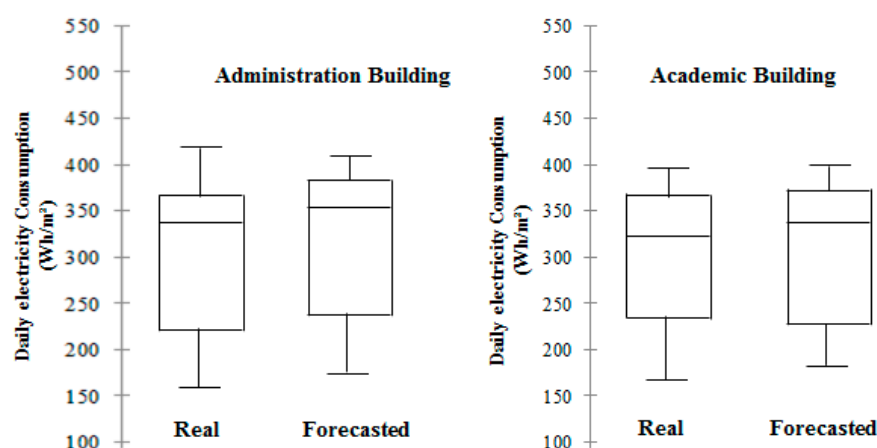 550
500
450
400
350
300
250
200
150
100
Daily electricity Consumption
(Wh/m²)
Administration Building
Real
Forecasted
550
500
450
400
350
300
250
200
150
100
Daily electricity Consumption
(Wh/m²)
Academic Building
Real
Forecasted